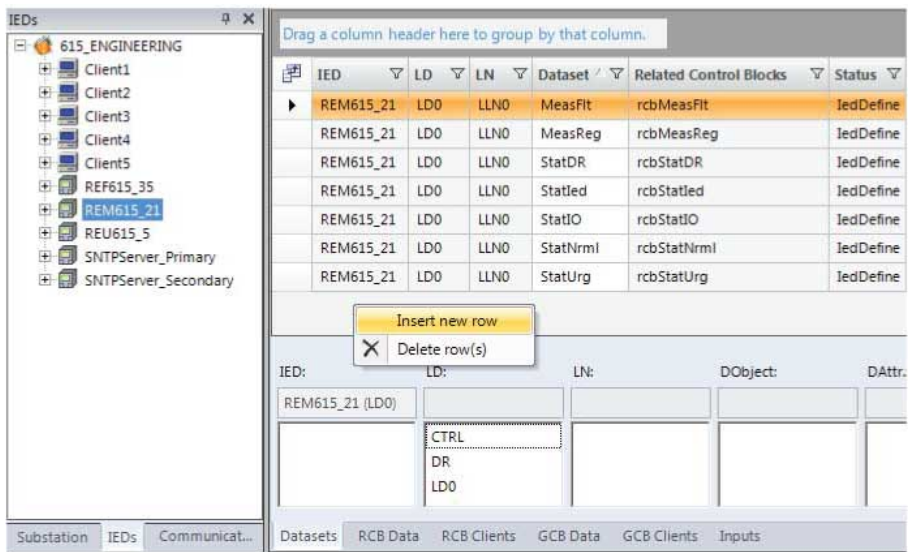 IEDs
615_ENGINEERING
Client1
Client2
Client3
Client4
Client5
REF615_35
REM615_21
REU615_5
SNTPServer_Primary
SNTPServer_Secondary
Substation IEDs Communicat...
Drag a column header here to group by that column.
IED LD LN Dataset Related Control Blocks Status
REM615_21 LD0 LLN0 MeasFlt rcbMeasFlt IedDefine
REM615_21 LD0 LLN0 MeasReg rcbMeasReg IedDefine
REM615_21 LD0 LLN0 StatDR rcbStatDR IedDefine
REM615_21 LD0 LLN0 StatIed rcbStatIed IedDefine
REM615_21 LD0 LLN0 StatIO rcbStatIO IedDefine
REM615_21 LD0 LLN0 StatNrml rcbStatNrml IedDefine
REM615_21 LD0 LLN0 StatUrg rcbStatUrg IedDefine
Insert new row
Delete row(s)
IED: LD: LN: DObject: DAttr.
REM615_21 (LD0)
CTRL
DR
LD0
Datasets RCB Data RCB Clients GCB Data GCB Clients Inputs